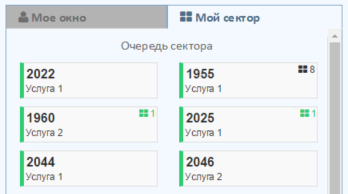 Мое окно
Мой сектор
Очередь сектора
2022
Услуга 1
1955
8
Услуга 1
1960
1
Услуга 2
2025
1
Услуга 1
2044
Услуга 1
2046
Услуга 2